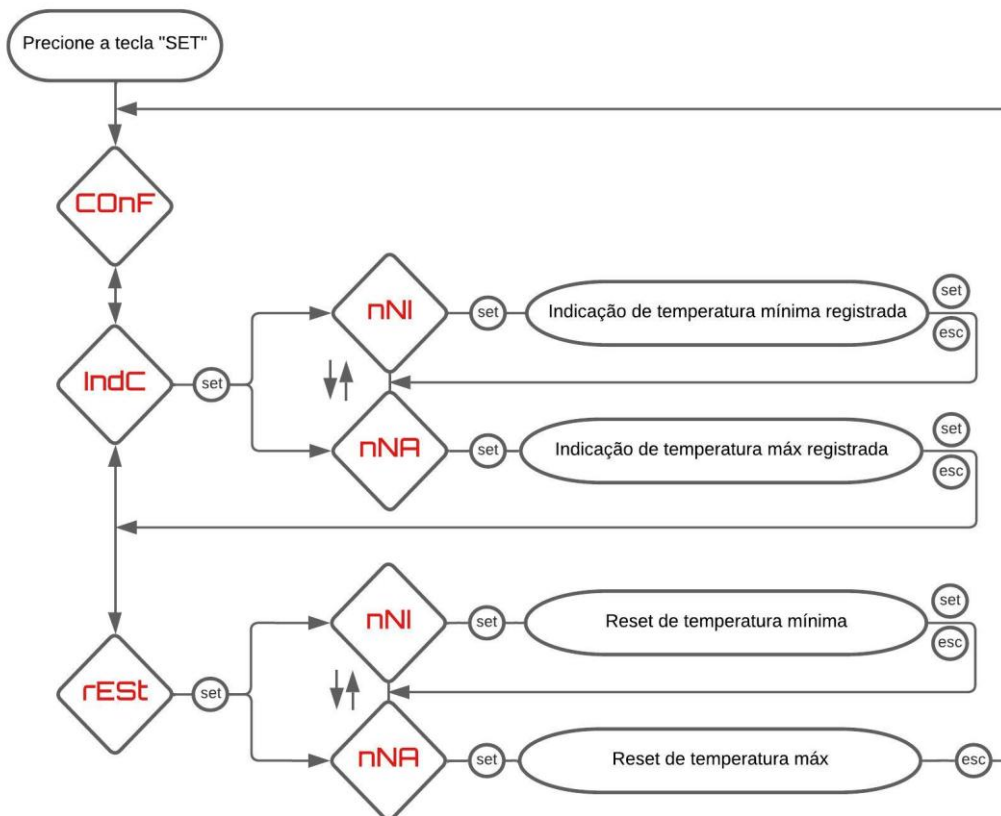 Precione a tecla "SET"
COnF
nNI
set
Indicação de temperatura mínima registrada
set
esc
IndC
set
nNA
set
Indicação de temperatura máx registrada
set
esc
nNI
set
Reset de temperatura mínima
set
esc
rESt
set
nNA
set
Reset de temperatura máx
esc